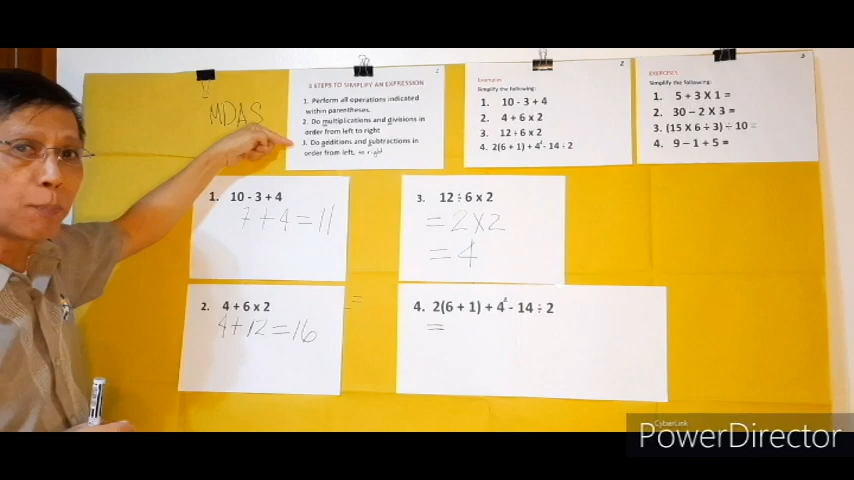 MDAS
1
3 STEPS TO SIMPLIFY AN EXPRESSION
1. Perform all operations indicated
within parentheses.
2. Do multiplications and divisions in
order from left to right
3. Do additions and subtractions in
order from left to right
2
Examples
Simplify the following:
1. 10 - 3 + 4
2. 4 + 6 x 2
3. 12 ÷ 6 x 2
4. 2(6 + 1) + 4² - 14 ÷ 2
3
EXERCISES
Simplify the following:
1. 5 + 3 X 1 =
2. 30 – 2 X 3 =
3. (15 X 6 ÷ 3) ÷ 10 =
4. 9 – 1 + 5 =
1. 10 - 3 + 4
7 + 4 = 11
2. 4 + 6 x 2
4 + 12 = 16
3. 12 ÷ 6 x 2
= 2 X 2
= 4
4. 2(6 + 1) + 4² - 14 ÷ 2
=
=
CyberLink
PowerDirector